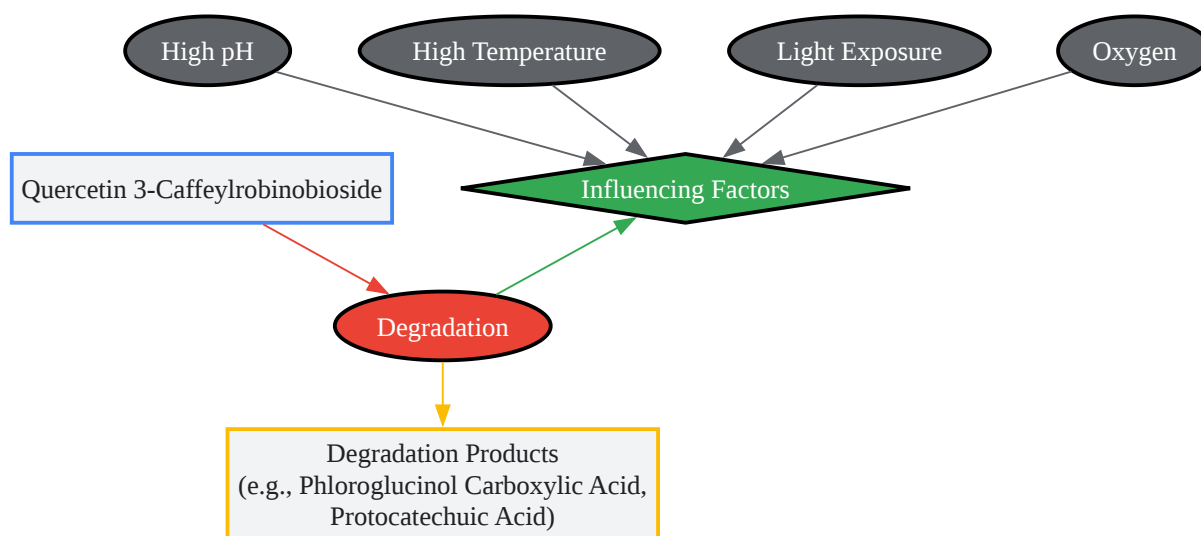 High pH
High Temperature
Light Exposure
Oxygen
Quercetin 3-Caffeylrobinobioside
Influencing Factors
Degradation
Degradation Products
(e.g., Phloroglucinol Carboxylic Acid,
Protocatechuic Acid)